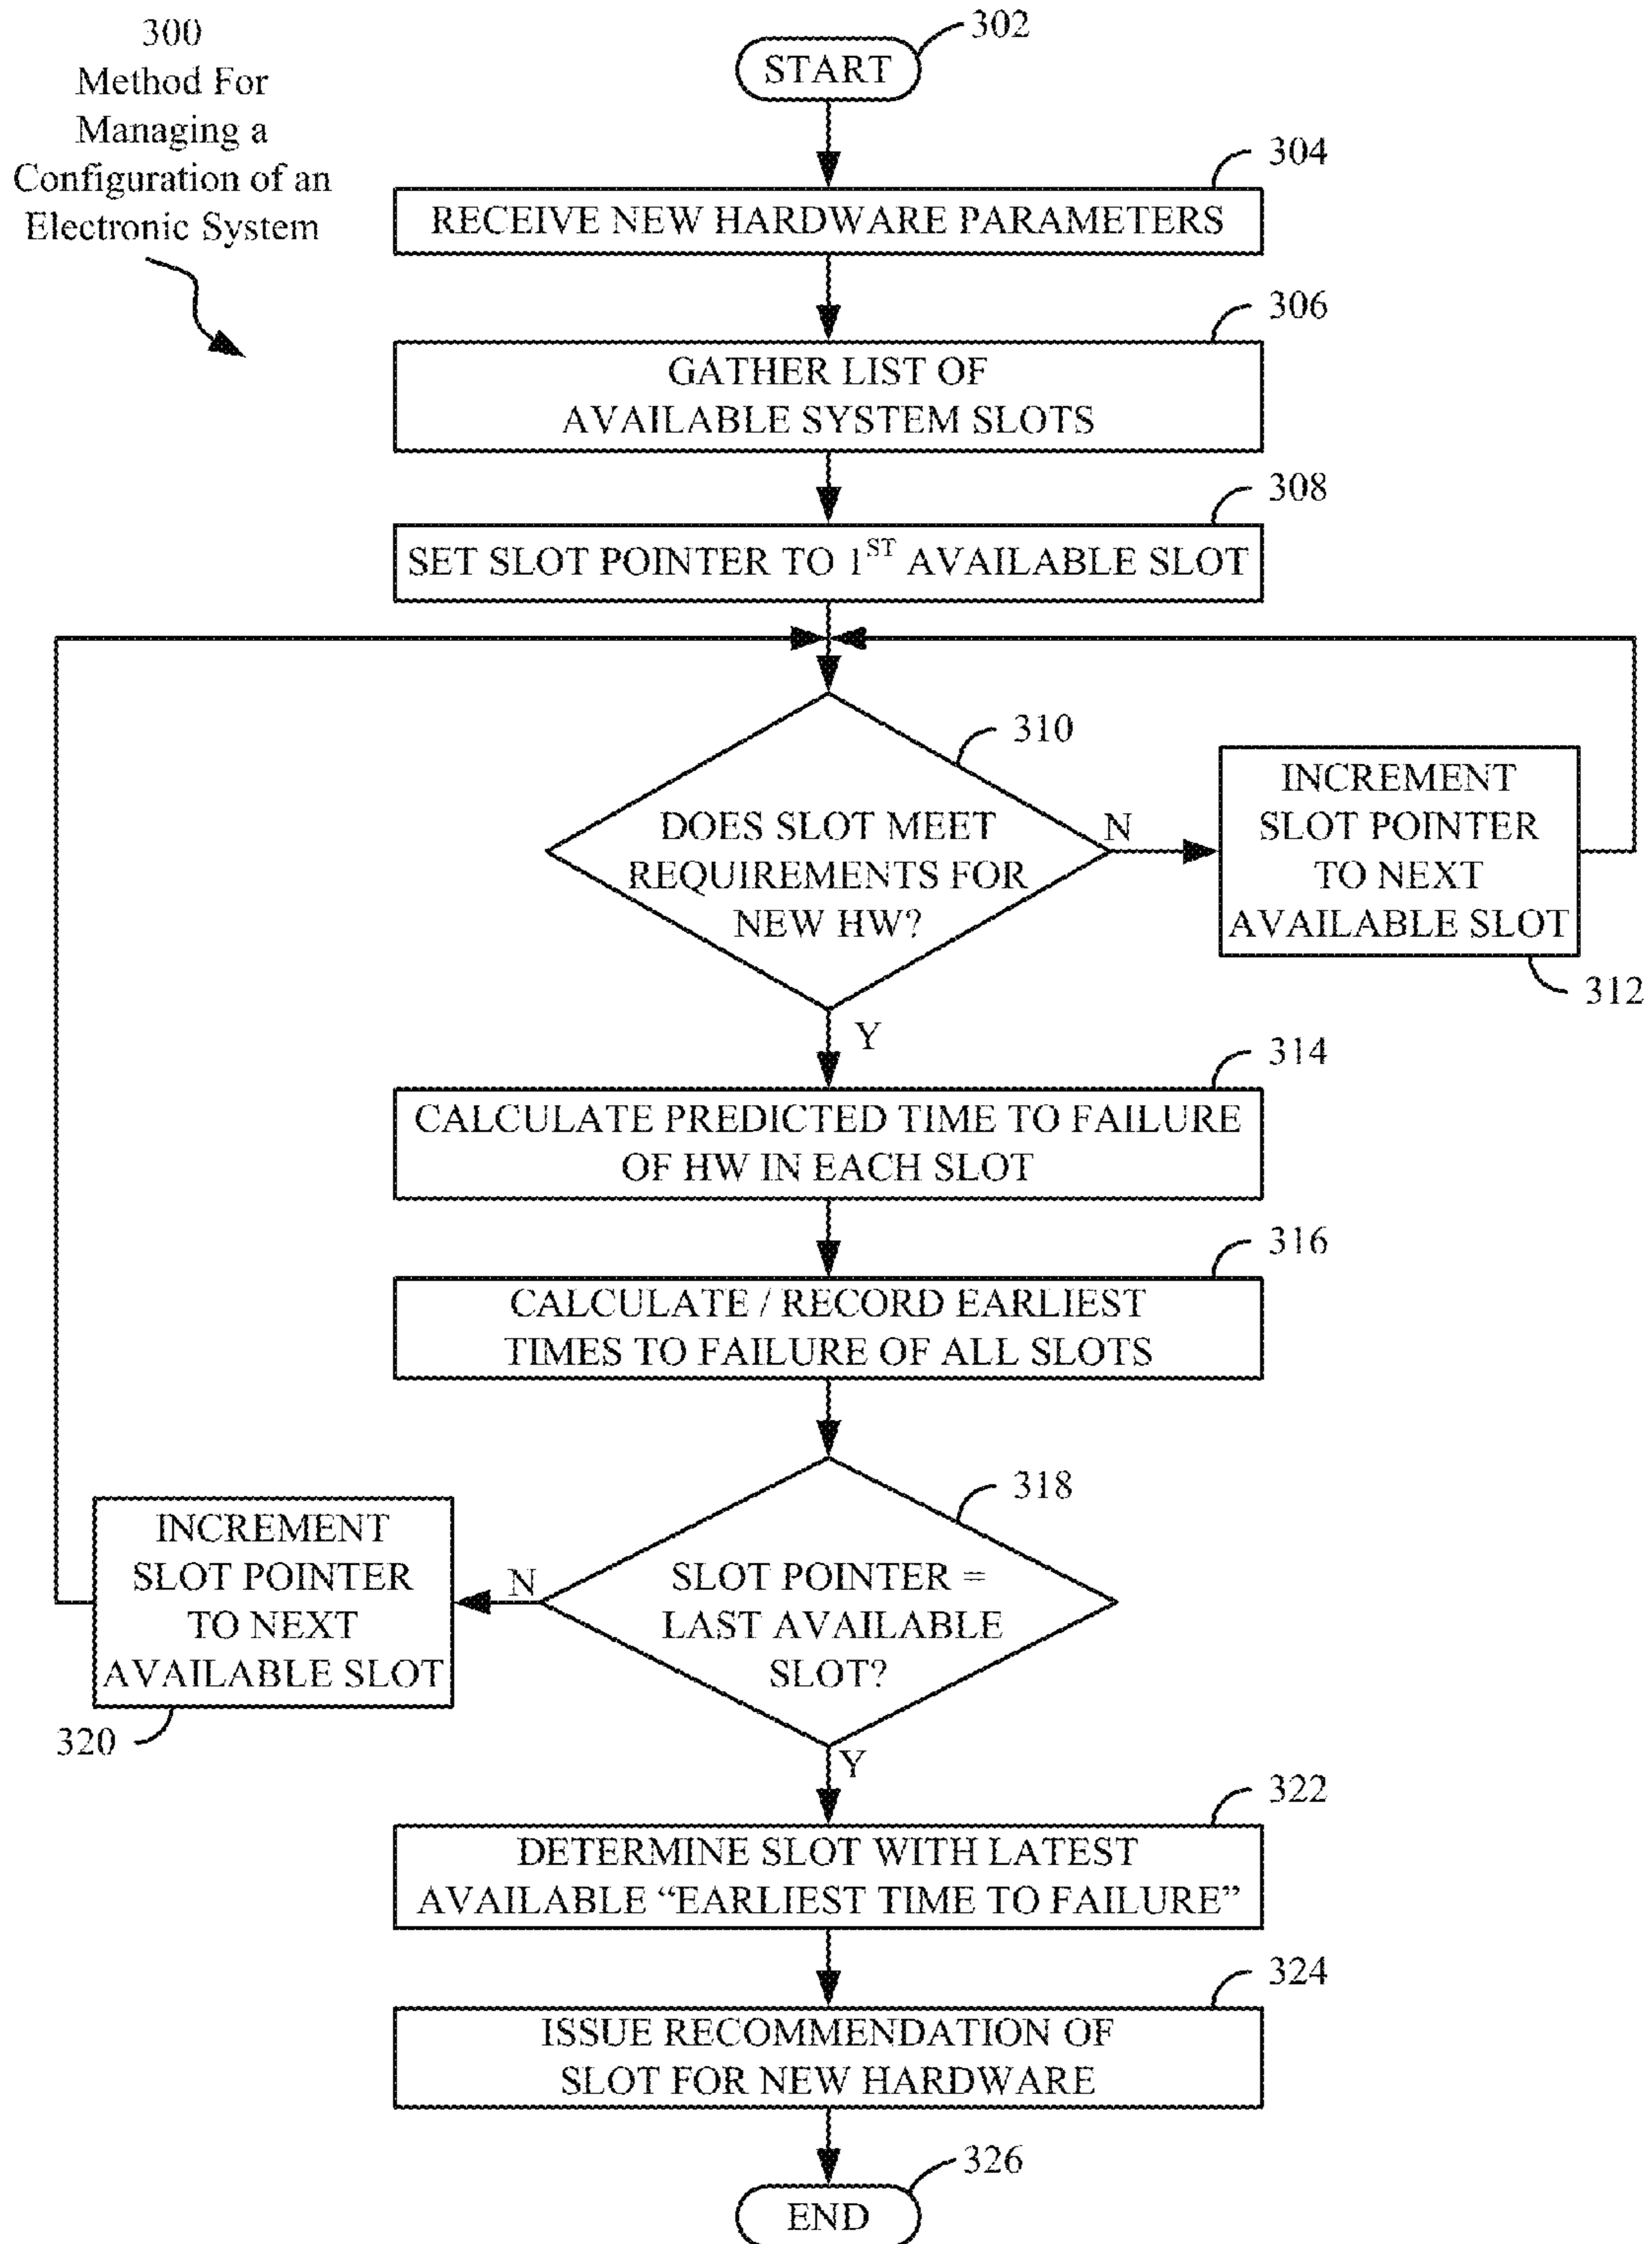 300
Method For
Managing a
Configuration of an
Electronic System
302
START
304
RECEIVE NEW HARDWARE PARAMETERS
306
GATHER LIST OF
AVAILABLE SYSTEM SLOTS
308
SET SLOT POINTER TO 1ST AVAILABLE SLOT
310
DOES SLOT MEET
REQUIREMENTS FOR
NEW HW?
N
INCREMENT
SLOT POINTER
TO NEXT
AVAILABLE SLOT
312
Y
314
CALCULATE PREDICTED TIME TO FAILURE
OF HW IN EACH SLOT
316
CALCULATE / RECORD EARLIEST
TIMES TO FAILURE OF ALL SLOTS
318
SLOT POINTER =
LAST AVAILABLE
SLOT?
N
INCREMENT
SLOT POINTER
TO NEXT
AVAILABLE SLOT
320
Y
322
DETERMINE SLOT WITH LATEST
AVAILABLE “EARLIEST TIME TO FAILURE”
324
ISSUE RECOMMENDATION OF
SLOT FOR NEW HARDWARE
326
END